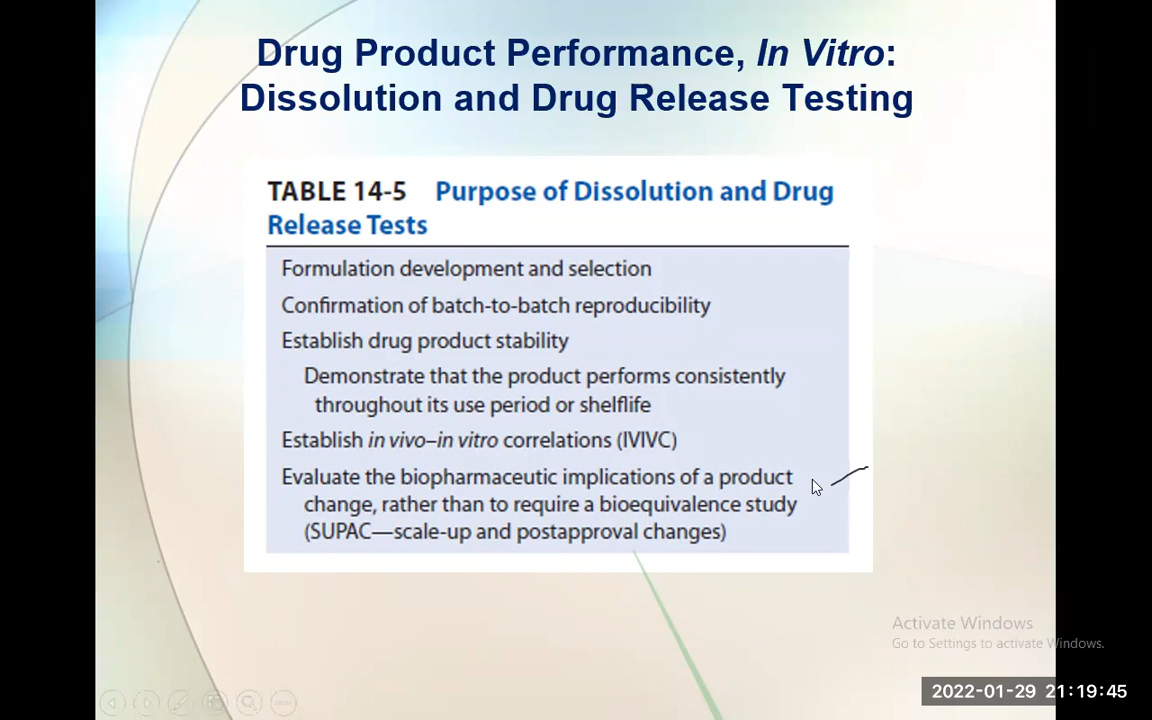 Drug Product Performance, In Vitro:
Dissolution and Drug Release Testing
TABLE 14-5 Purpose of Dissolution and Drug
Release Tests
Formulation development and selection
Confirmation of batch-to-batch reproducibility
Establish drug product stability
Demonstrate that the product performs consistently
throughout its use period or shelflife
Establish in vivo–in vitro correlations (IVIVC)
Evaluate the biopharmaceutic implications of a product
change, rather than to require a bioequivalence study
(SUPAC—scale-up and postapproval changes)
Activate Windows
Go to Settings to activate Windows.
2022-01-29 21:19:45